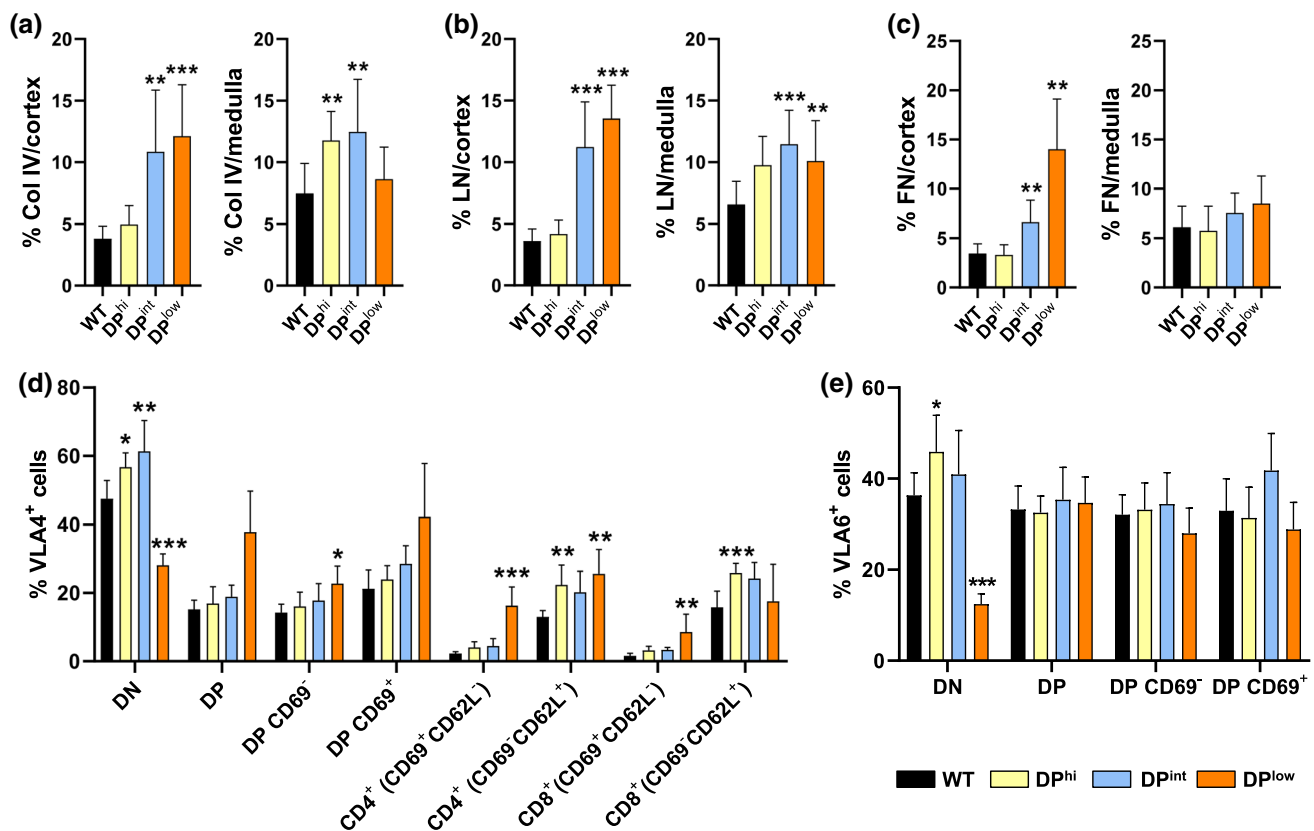 (a)
% Col IV/cortex
20
15
10
5
0
** ***
WT DPhi DPint DPlow
% Col IV/medulla
20
15
10
5
0
** **
WT DPhi DPint DPlow
(b)
% LN/cortex
20
15
10
5
0
*** ***
WT DPhi DPint DPlow
% LN/medulla
20
15
10
5
0
*** **
WT DPhi DPint DPlow
(c)
% FN/cortex
25
20
15
10
5
0
** **
WT DPhi DPint DPlow
% FN/medulla
25
20
15
10
5
0
WT DPhi DPint DPlow
(d)
% VLA4+ cells
80
60
40
20
0
* ** *** * *** ** ** ** ***
DN
DP
DP CD69-
DP CD69+
CD4+ (CD69+CD62L-)
CD4+ (CD69-CD62L+)
CD8+ (CD69+CD62L-)
CD8+ (CD69-CD62L+)
(e)
% VLA6+ cells
60
40
20
0
* ***
DN DP DP CD69- DP CD69+
WT DPhi DPint DPlow